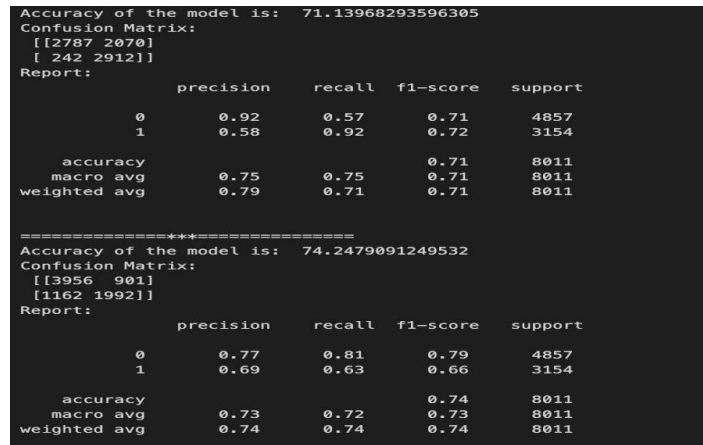 Accuracy of the model is:  71.13968293596305
Confusion Matrix:
 [[2787 2070]
 [ 242 2912]]
Report:
              precision    recall  f1-score   support

           0       0.92      0.57      0.71      4857
           1       0.58      0.92      0.72      3154

    accuracy                           0.71      8011
   macro avg       0.75      0.75      0.71      8011
weighted avg       0.79      0.71      0.71      8011

==============***===============
Accuracy of the model is:  74.2479091249532
Confusion Matrix:
 [[3956  901]
 [1162 1992]]
Report:
              precision    recall  f1-score   support

           0       0.77      0.81      0.79      4857
           1       0.69      0.63      0.66      3154

    accuracy                           0.74      8011
   macro avg       0.73      0.72      0.73      8011
weighted avg       0.74      0.74      0.74      8011